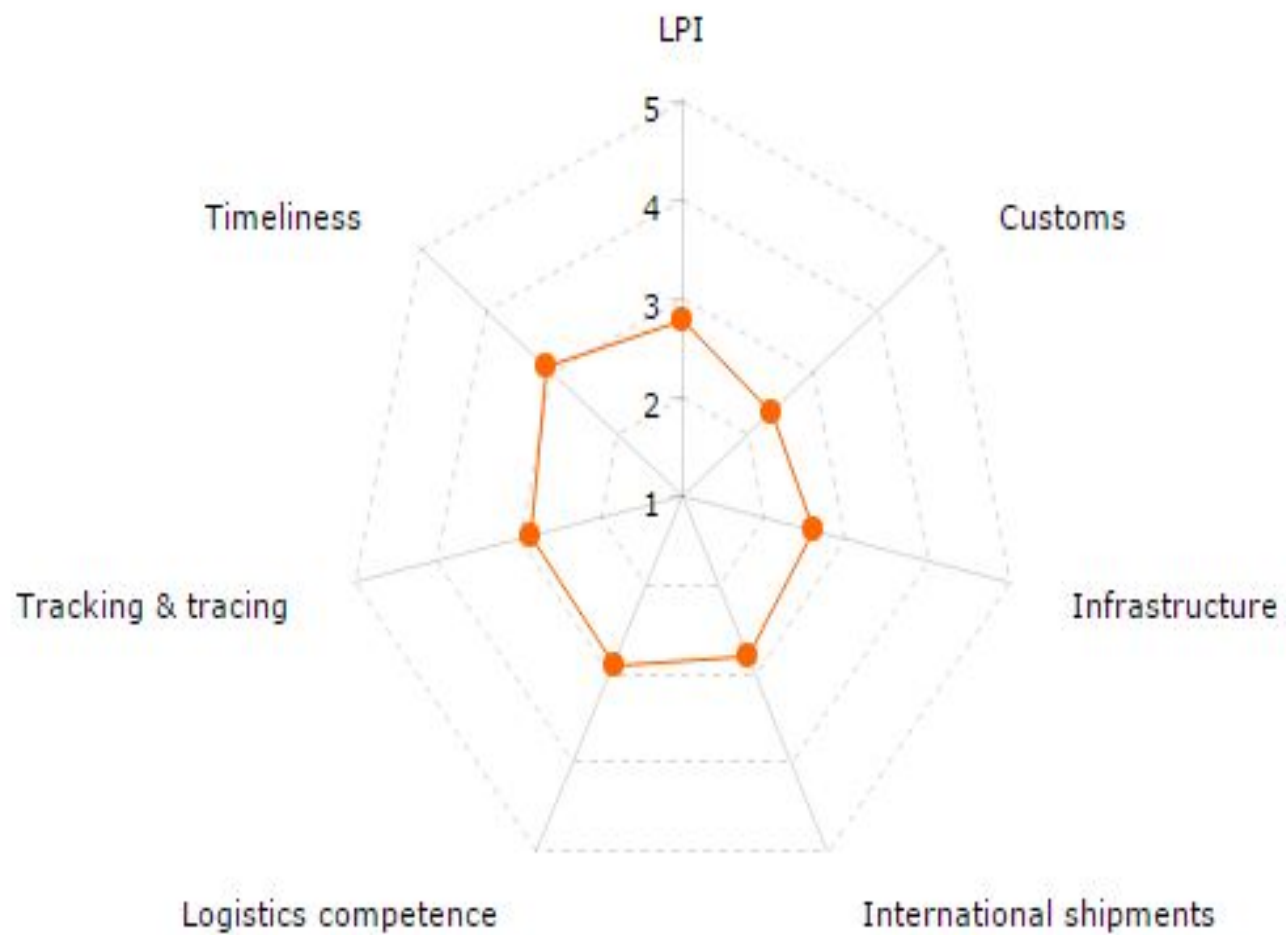 LPI
5
Timeliness
4
Customs
3
2
1
Tracking & tracing
Infrastructure
Logistics competence
International shipments